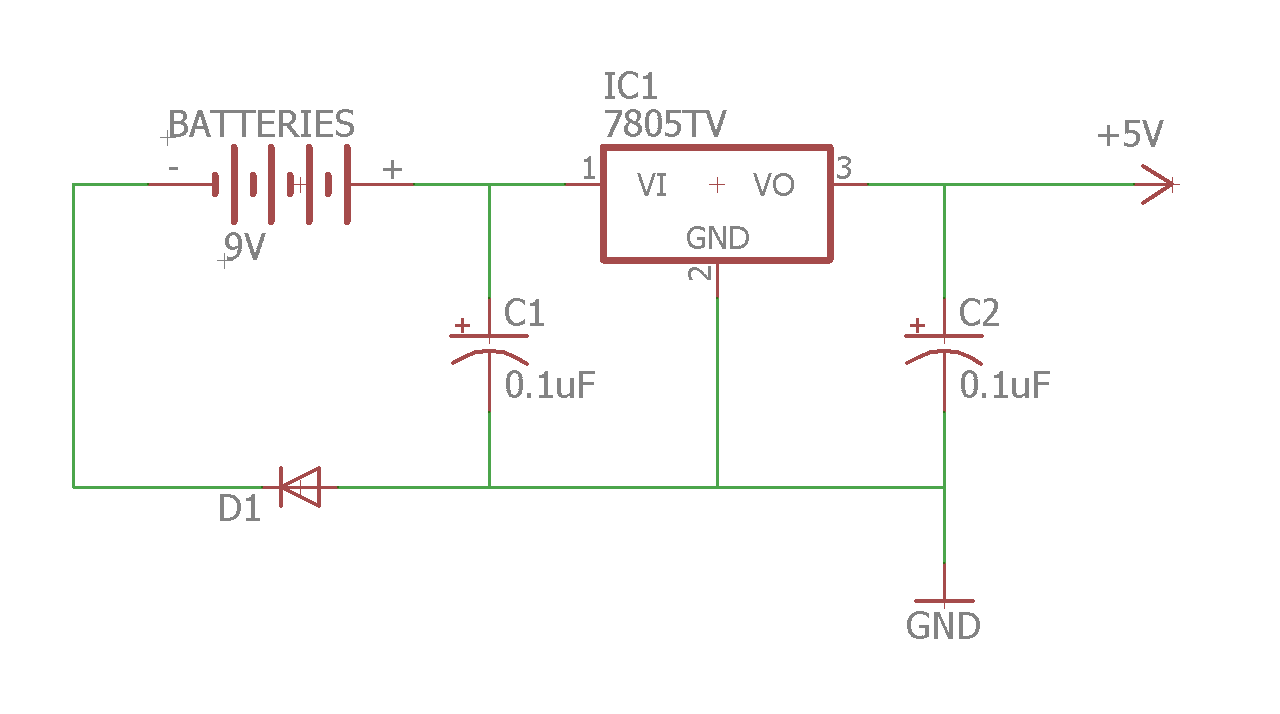 IC1
7805TV
BATTERIES
+5V
- +
1 3
VI VO
GND
2
9V
C1
+
0.1uF
C2
+
0.1uF
D1
GND